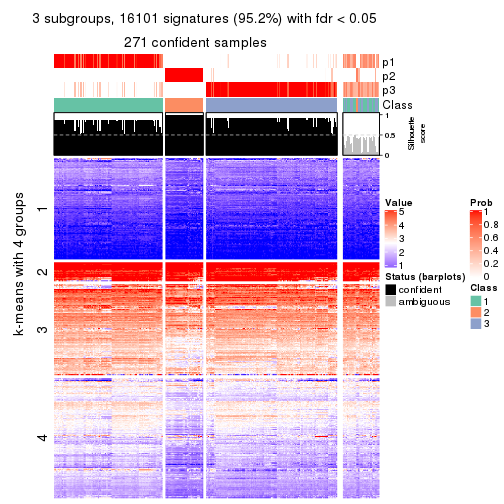 3 subgroups, 16101 signatures (95.2%) with fdr < 0.05
271 confident samples
p1
p2
p3
Class
1
0.5
0
Silhouette
score
k-means with 4 groups
1
2
3
4
Value
5
4
3
2
1
Status (barplots)
confident
ambiguous
Prob
1
0.8
0.6
0.4
0.2
0
Class
1
2
3